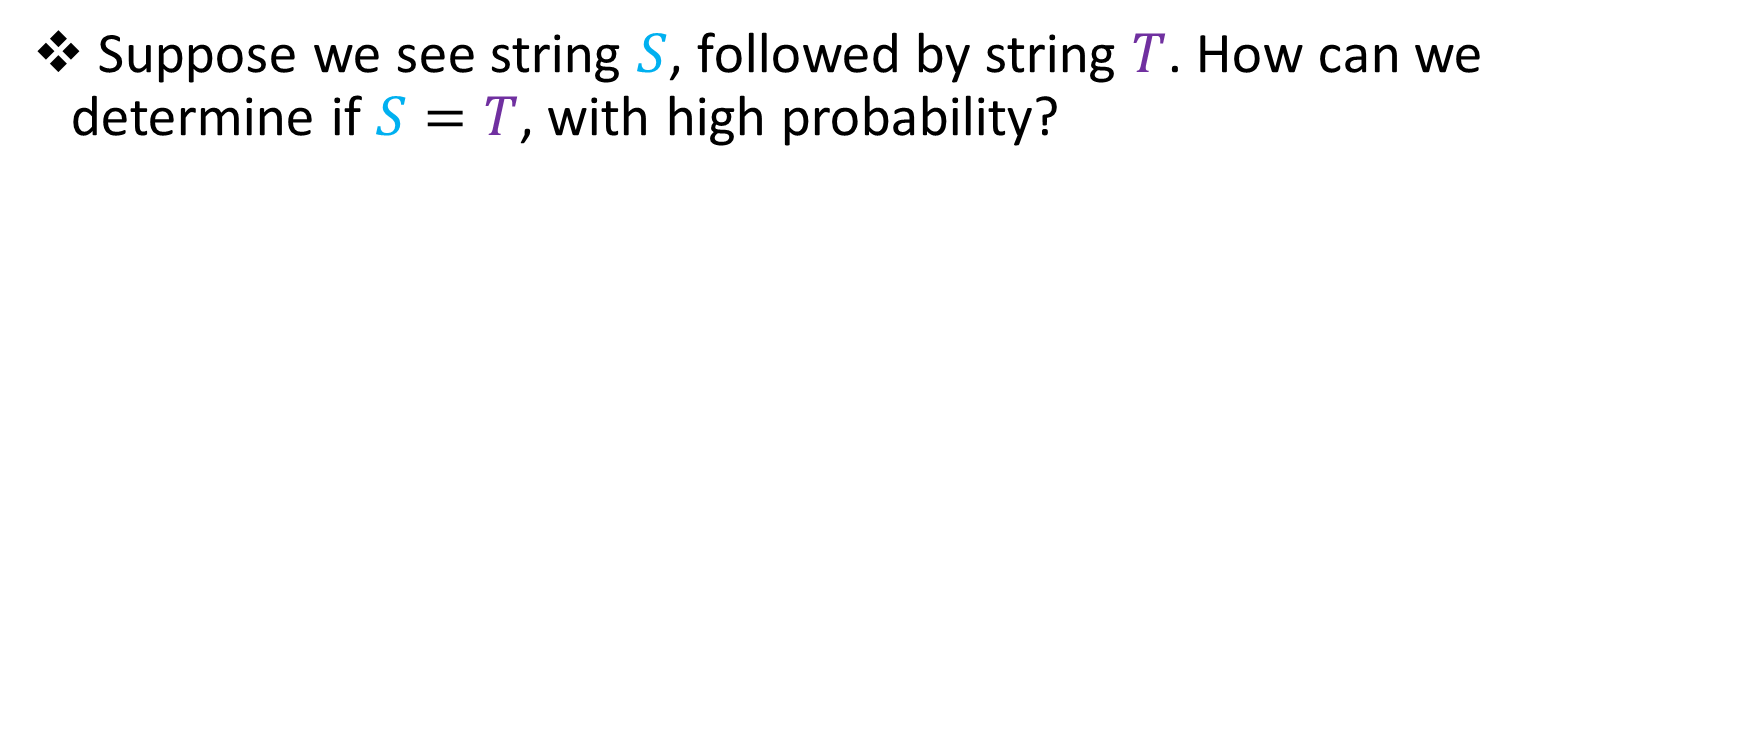 ❖ Suppose we see string S, followed by string T. How can we
determine if S = T, with high probability?